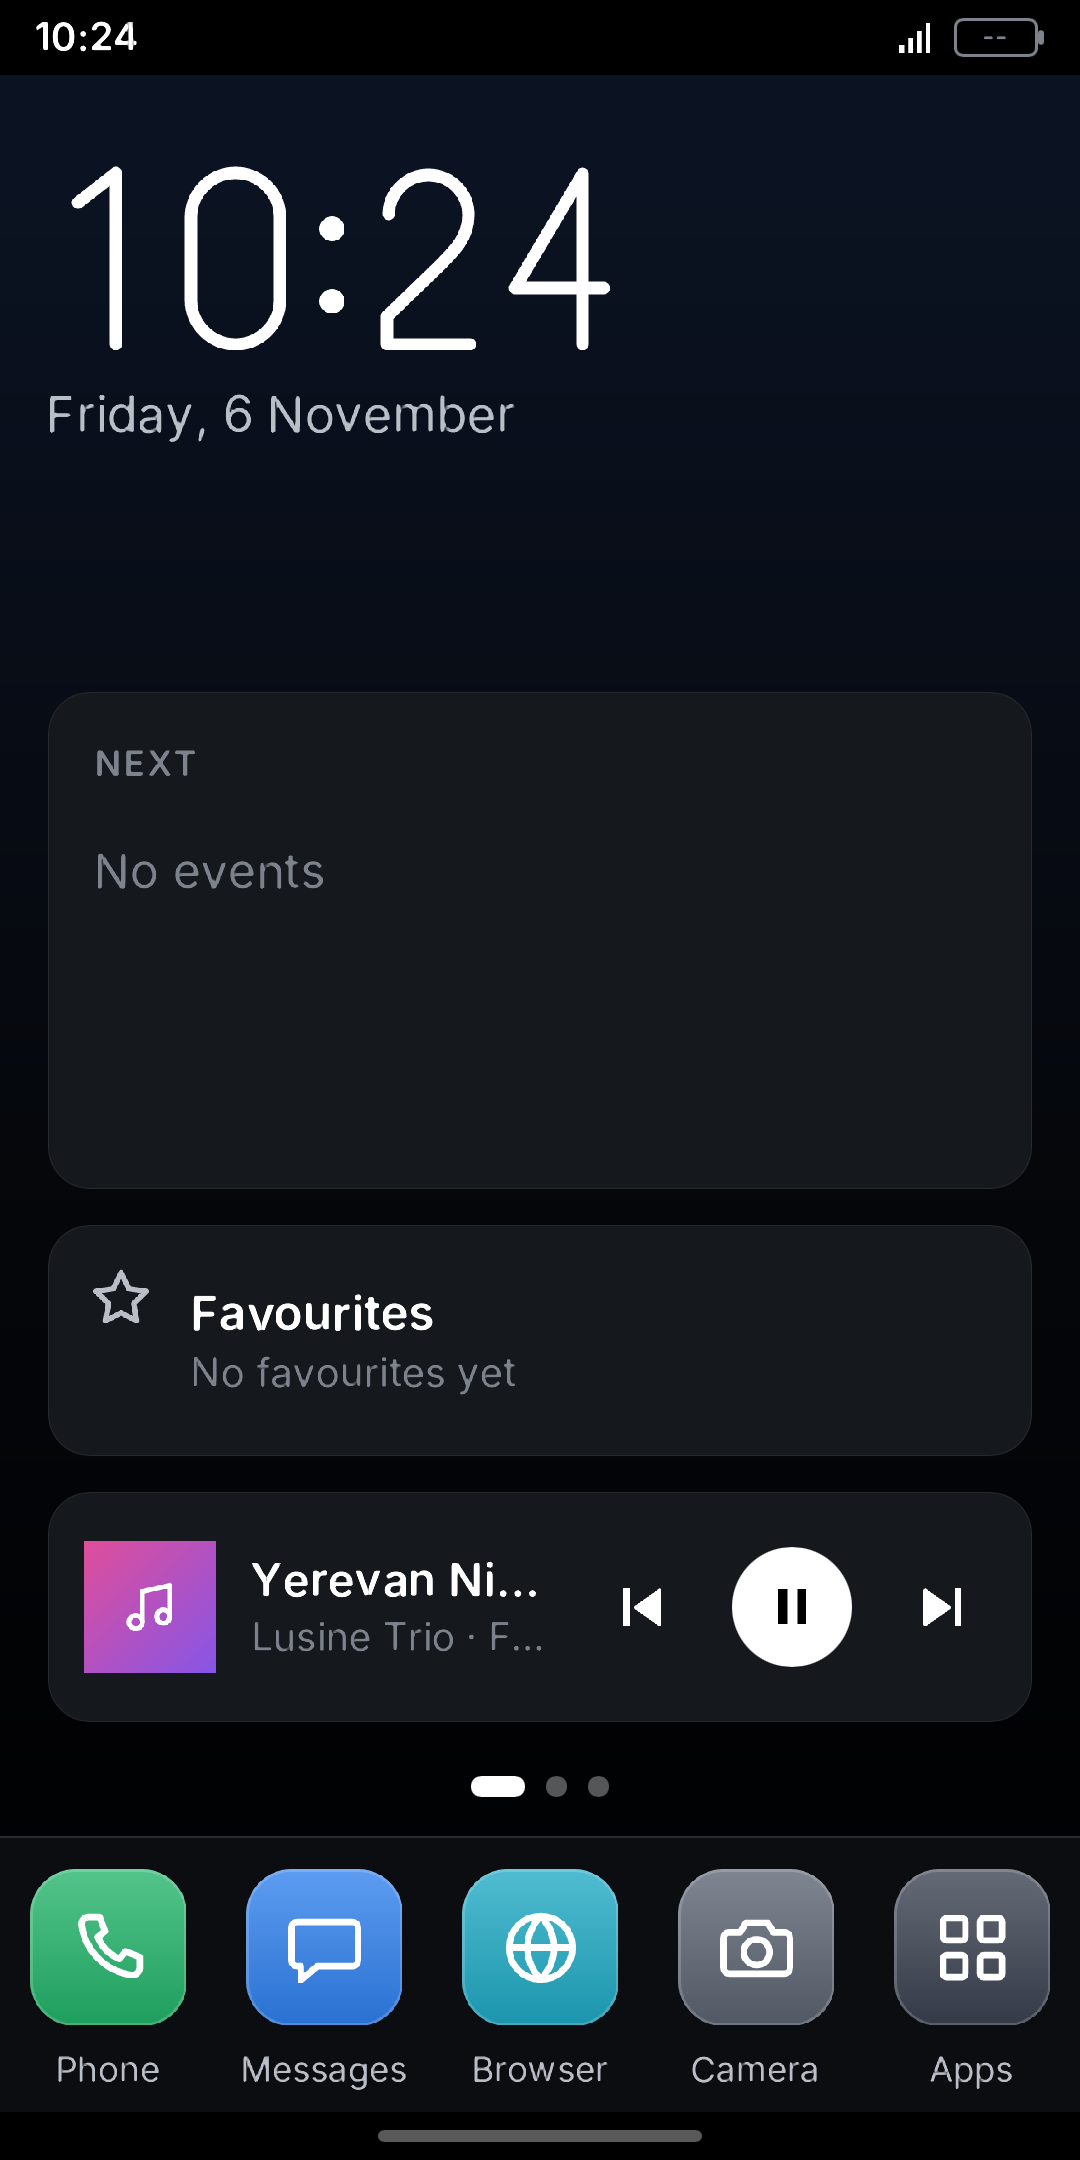 10:24
--
10:24
Friday, 6 November
NEXT
No events
Favourites
No favourites yet
Yerevan Ni...
Lusine Trio · F...
Phone
Messages
Browser
Camera
Apps